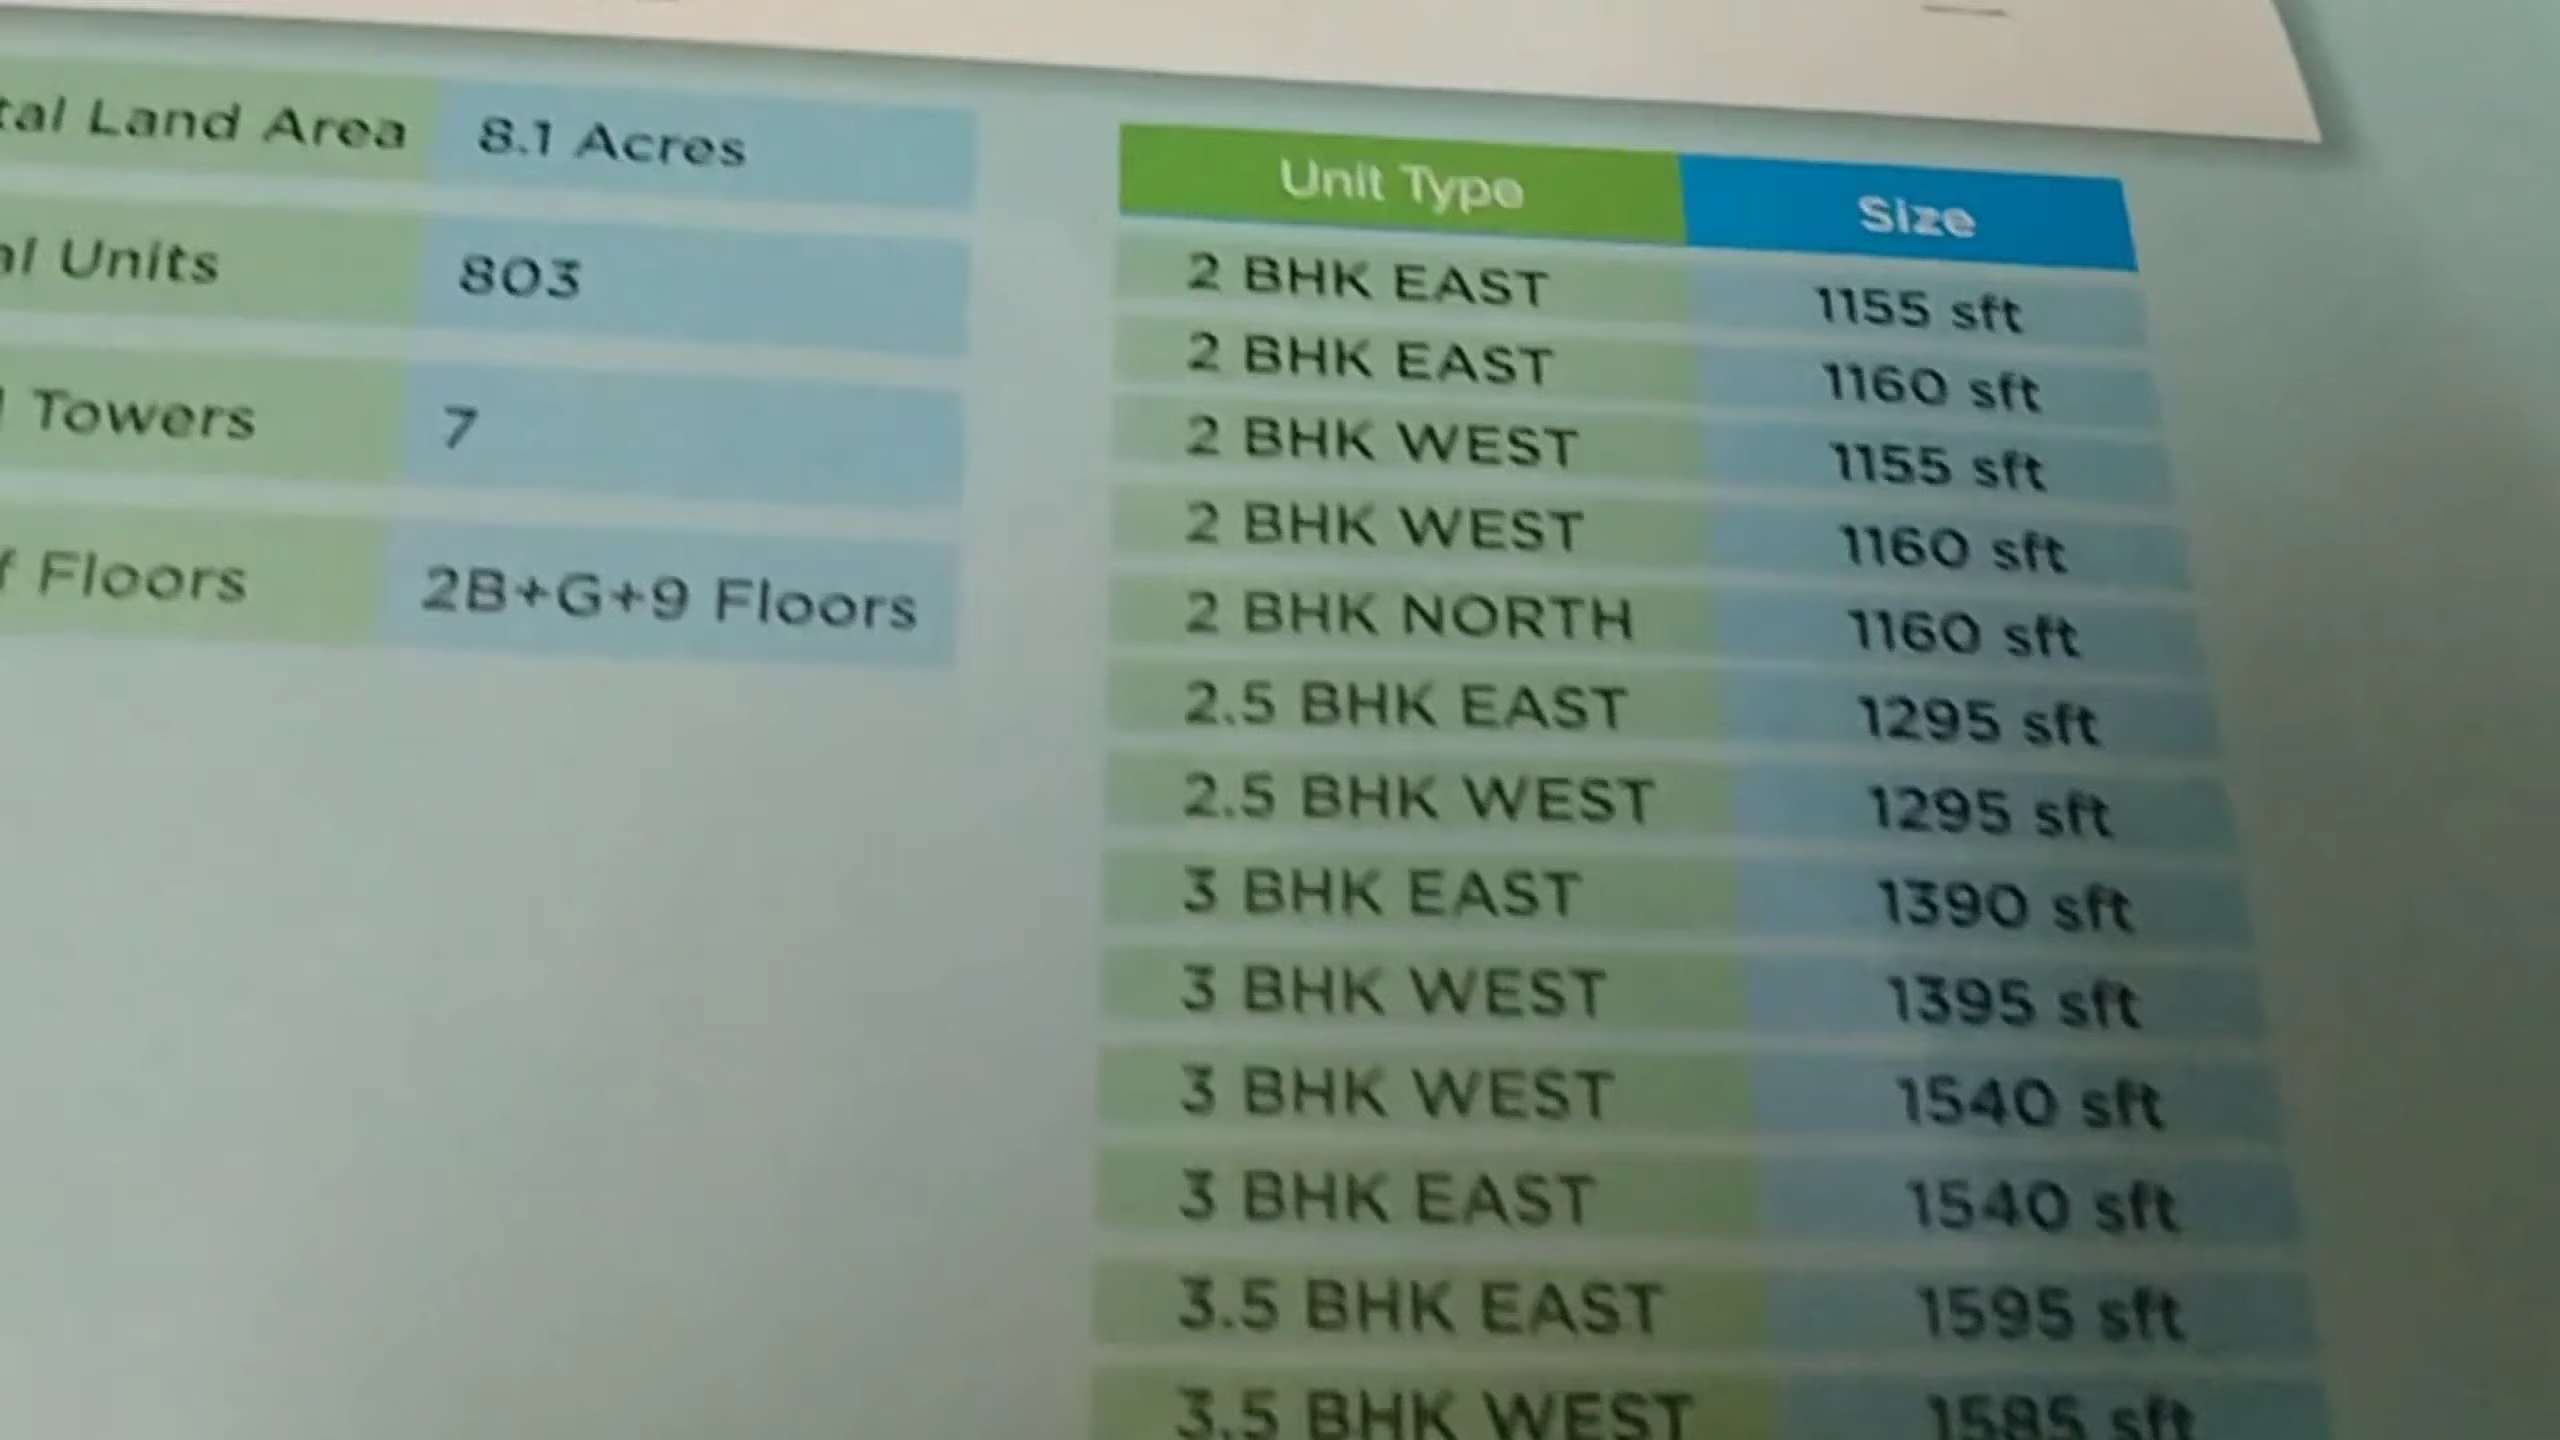 Land Area 8.1 Acres
Units 803
Towers 7
Floors 2B+G+9 Floors
Unit Type Size
2 BHK EAST 1155 sft
2 BHK EAST 1160 sft
2 BHK WEST 1155 sft
2 BHK WEST 1160 sft
2 BHK NORTH 1160 sft
2.5 BHK EAST 1295 sft
2.5 BHK WEST 1295 sft
3 BHK EAST 1390 sft
3 BHK WEST 1395 sft
3 BHK WEST 1540 sft
3 BHK EAST 1540 sft
3.5 BHK EAST 1595 sft
3.5 BHK WEST sft